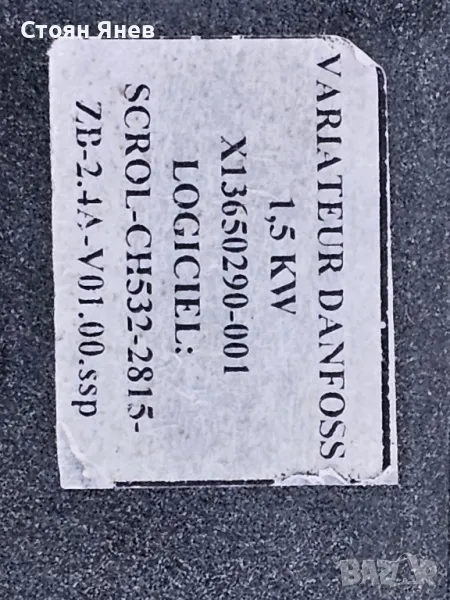 Стоян Янев
VARIATEUR DANFOSS
1,5 KW
X13650290-001
LOGICIEL:
SCROL-CH532-2815-
ZB-2.4A-V01.00.ssp
BAZAR